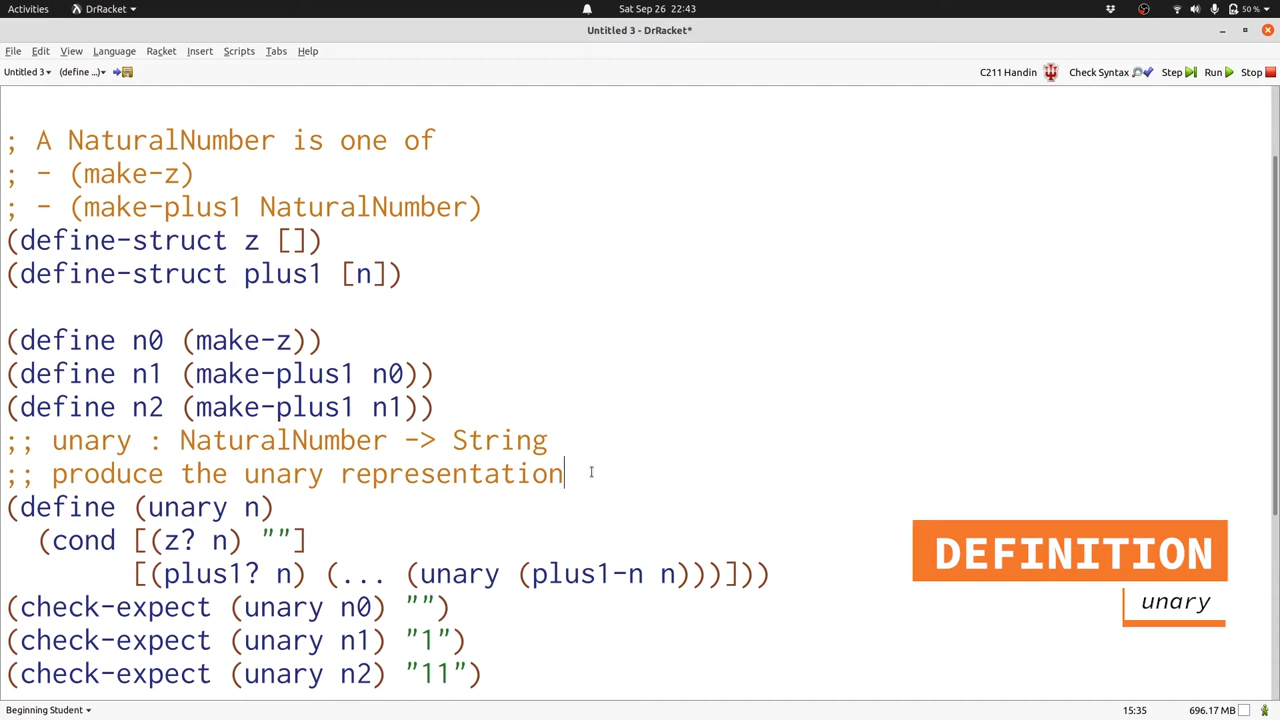 Activities DrRacket Sat Sep 26 22:43 50 %
Untitled 3 - DrRacket*
File Edit View Language Racket Insert Scripts Tabs Help
Untitled 3 (define ...) C211 Handin Check Syntax Step Run Stop
; A NaturalNumber is one of
; - (make-z)
; - (make-plus1 NaturalNumber)
(define-struct z [])
(define-struct plus1 [n])
(define n0 (make-z))
(define n1 (make-plus1 n0))
(define n2 (make-plus1 n1))
;; unary : NaturalNumber -> String
;; produce the unary representation
(define (unary n)
(cond [(z? n) ""]
[(plus1? n) (... (unary (plus1-n n)))]))
(check-expect (unary n0) "")
(check-expect (unary n1) "1")
(check-expect (unary n2) "11")
DEFINITION
unary
Beginning Student 15:35 696.17 MB